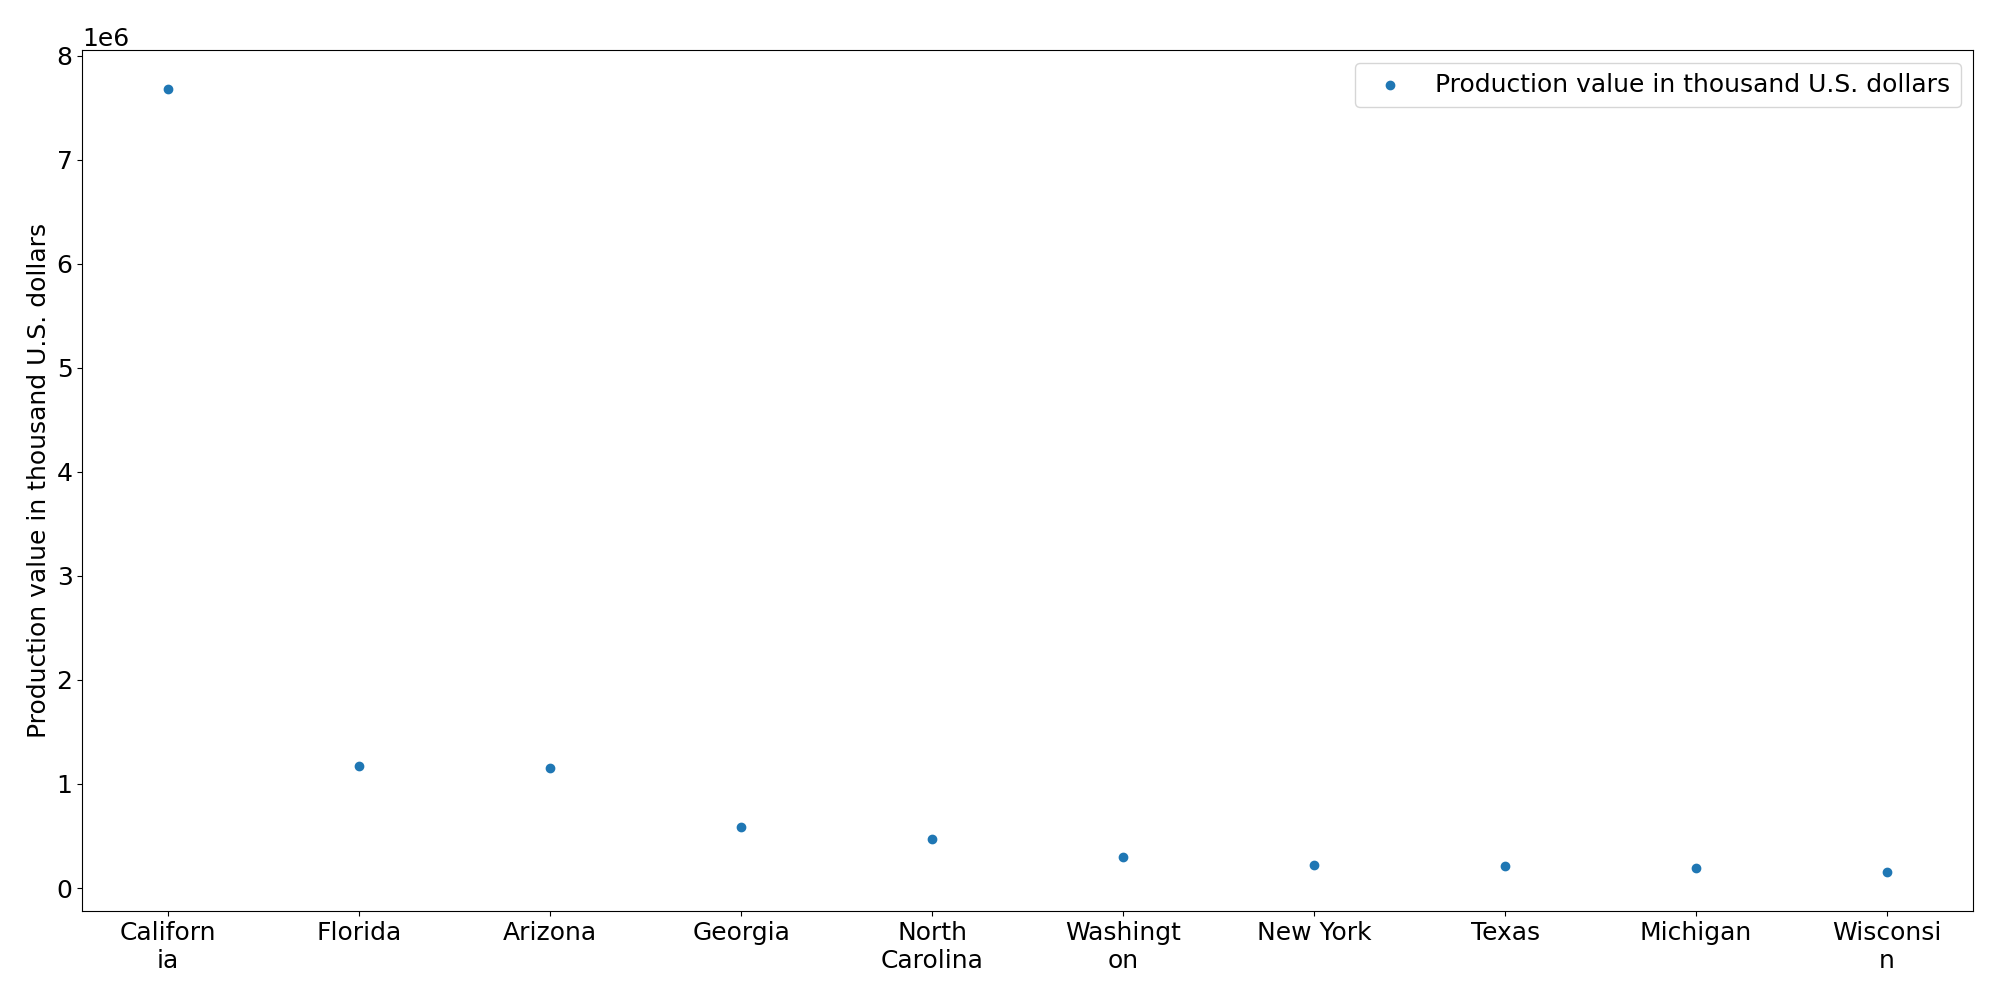 1e6
8
7
6
5
4
3
2
1
0
Production value in thousand U.S. dollars
Production value in thousand U.S. dollars
Californ
ia
Florida
Arizona
Georgia
North
Carolina
Washingt
on
New York
Texas
Michigan
Wisconsi
n